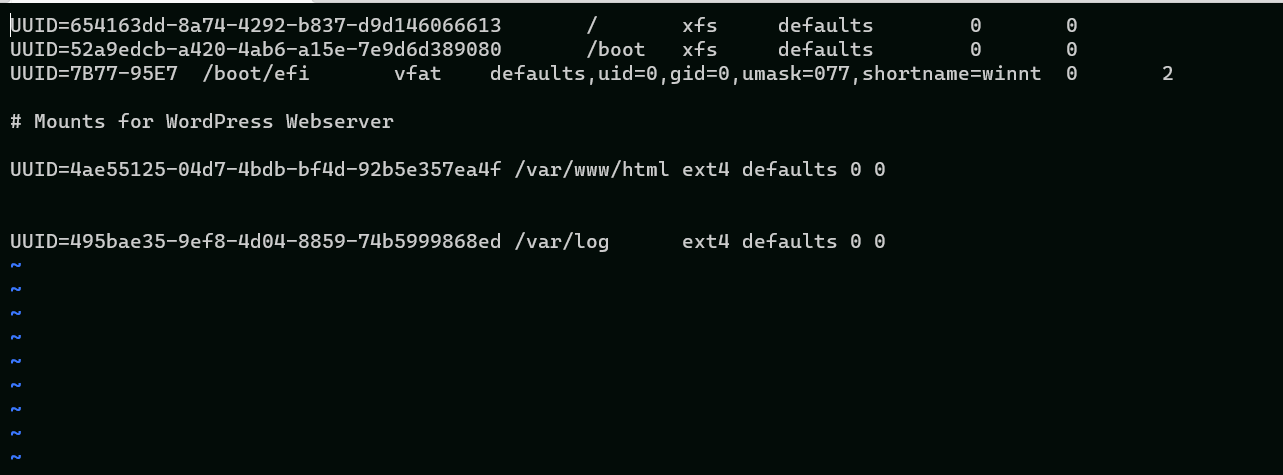 UUID=654163dd-8a74-4292-b837-d9d146066613       /       xfs     defaults        0       0
UUID=52a9edcb-a420-4ab6-a15e-7e9d6d389080       /boot   xfs     defaults        0       0
UUID=7B77-95E7  /boot/efi       vfat    defaults,uid=0,gid=0,umask=077,shortname=winnt  0       2
# Mounts for WordPress Webserver
UUID=4ae55125-04d7-4bdb-bf4d-92b5e357ea4f /var/www/html ext4 defaults 0 0
UUID=495bae35-9ef8-4d04-8859-74b5999868ed /var/log      ext4 defaults 0 0
~
~
~
~
~
~
~
~
~